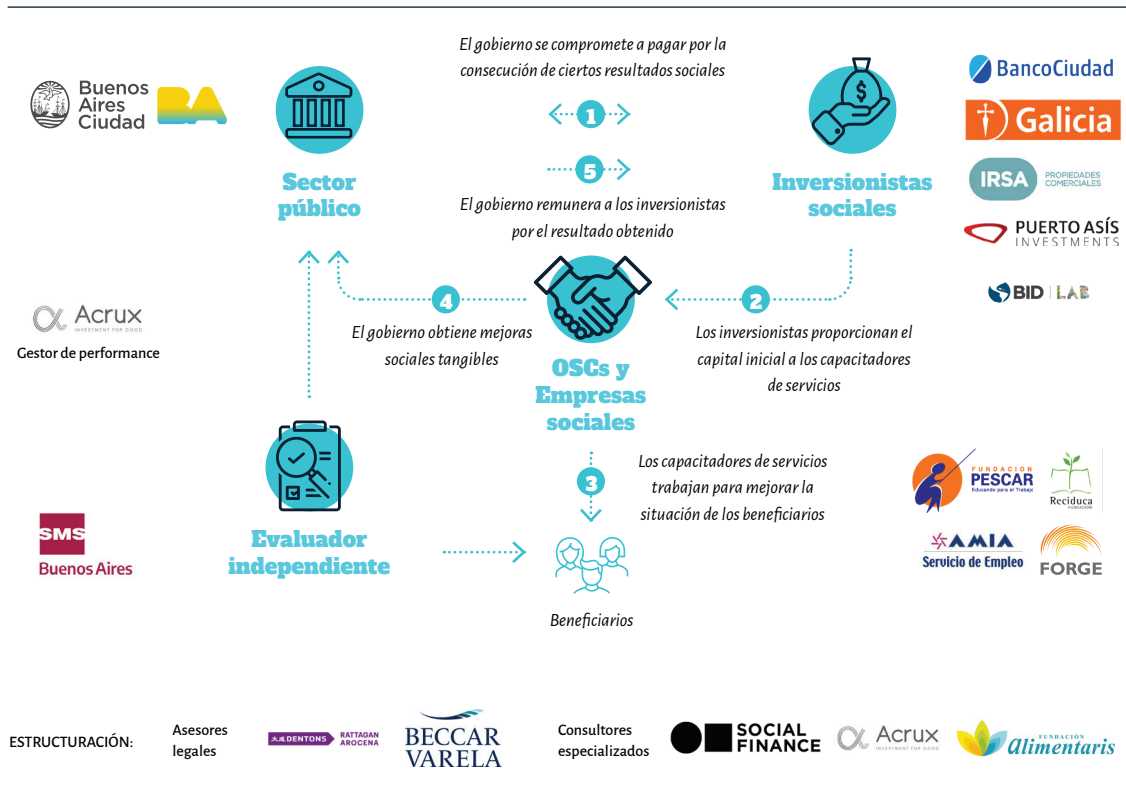 El gobierno se compromete a pagar por la
consecución de ciertos resultados sociales
Buenos
Aires
Ciudad
BA
1
BancoCiudad
Galicia
5
Sector
público
Inversionistas
sociales
IRSA
PROPIEDADES
COMERCIALES
El gobierno remunera a los inversionistas
por el resultado obtenido
PUERTO ASÍS
INVESTMENTS
4
2
BID | LAB
Acrux
INVESTMENT FOR GOOD
Gestor de performance
El gobierno obtiene mejoras
sociales tangibles
Los inversionistas proporcionan el
capital inicial a los capacitadores
de servicios
OSCs y
Empresas
sociales
3
Los capacitadores de servicios
trabajan para mejorar la
situación de los beneficiarios
FUNDACION
PESCAR
Educando para el Trabajo
Reciduca
FUNDACIÓN
SMS
Buenos Aires
Evaluador
independiente
AMIA
Servicio de Empleo
FORGE
Beneficiarios
ESTRUCTURACIÓN:
Asesores
legales
大成 DENTONS
RATTAGAN
AROCENA
BECCAR
VARELA
Consultores
especializados
SOCIAL
FINANCE
Acrux
INVESTMENT FOR GOOD
FUNDACIÓN
alimentaris